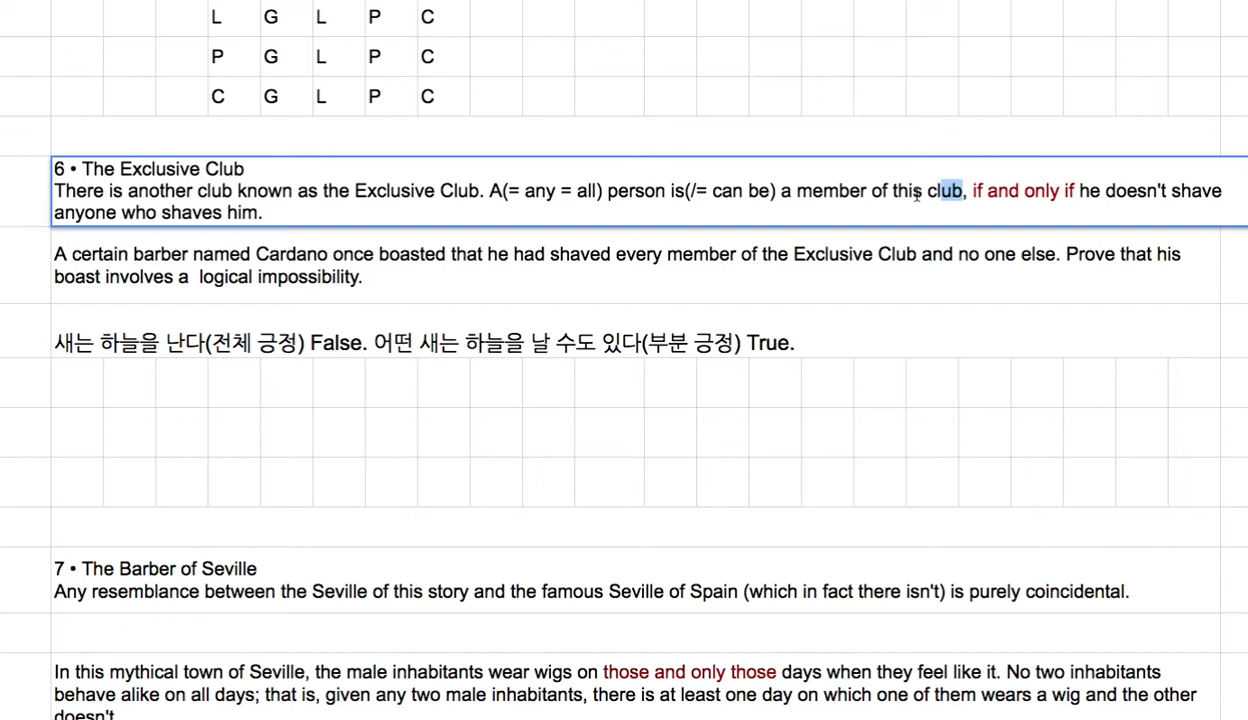 L G L P C
P G L P C
C G L P C
6 • The Exclusive Club
There is another club known as the Exclusive Club. A(= any = all) person is(/= can be) a member of this club, if and only if he doesn't shave
anyone who shaves him.
A certain barber named Cardano once boasted that he had shaved every member of the Exclusive Club and no one else. Prove that his
boast involves a  logical impossibility.
새는 하늘을 난다(전체 긍정) False. 어떤 새는 하늘을 날 수도 있다(부분 긍정) True.
7 • The Barber of Seville
Any resemblance between the Seville of this story and the famous Seville of Spain (which in fact there isn't) is purely coincidental.
In this mythical town of Seville, the male inhabitants wear wigs on those and only those days when they feel like it. No two inhabitants
behave alike on all days; that is, given any two male inhabitants, there is at least one day on which one of them wears a wig and the other
doesn't